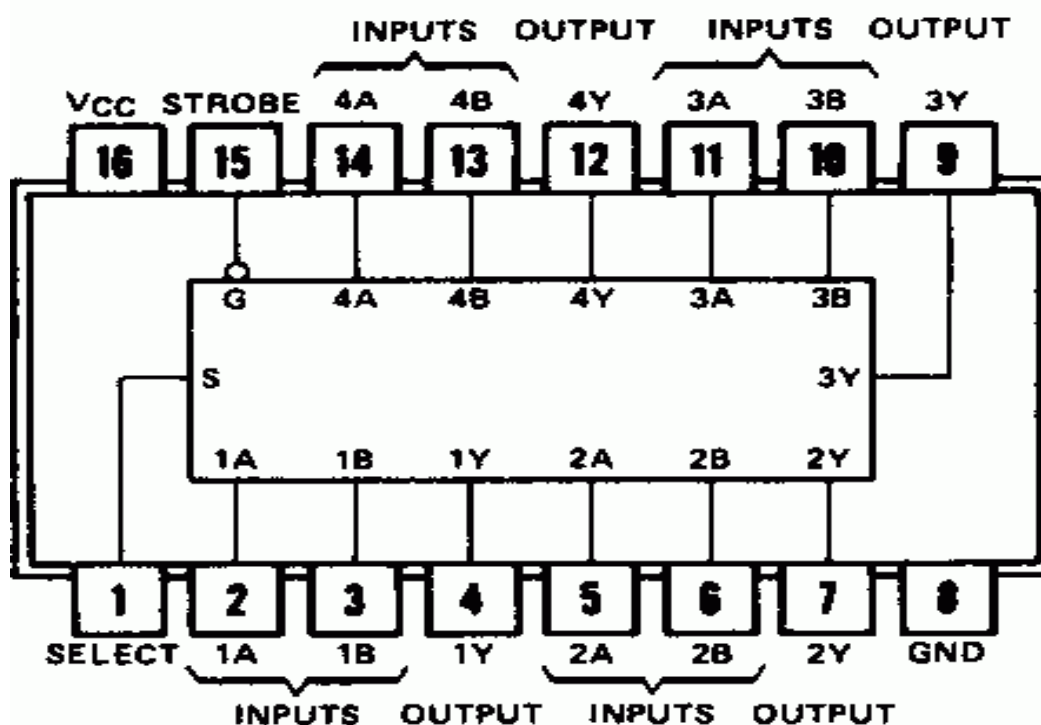 INPUTS OUTPUT INPUTS OUTPUT
VCC STROBE 4A 4B 4Y 3A 3B 3Y
16 15 14 13 12 11 10 9
G 4A 4B 4Y 3A 3B
S 3Y
1A 1B 1Y 2A 2B 2Y
1 2 3 4 5 6 7 8
SELECT 1A 1B 1Y 2A 2B 2Y GND
INPUTS OUTPUT INPUTS OUTPUT